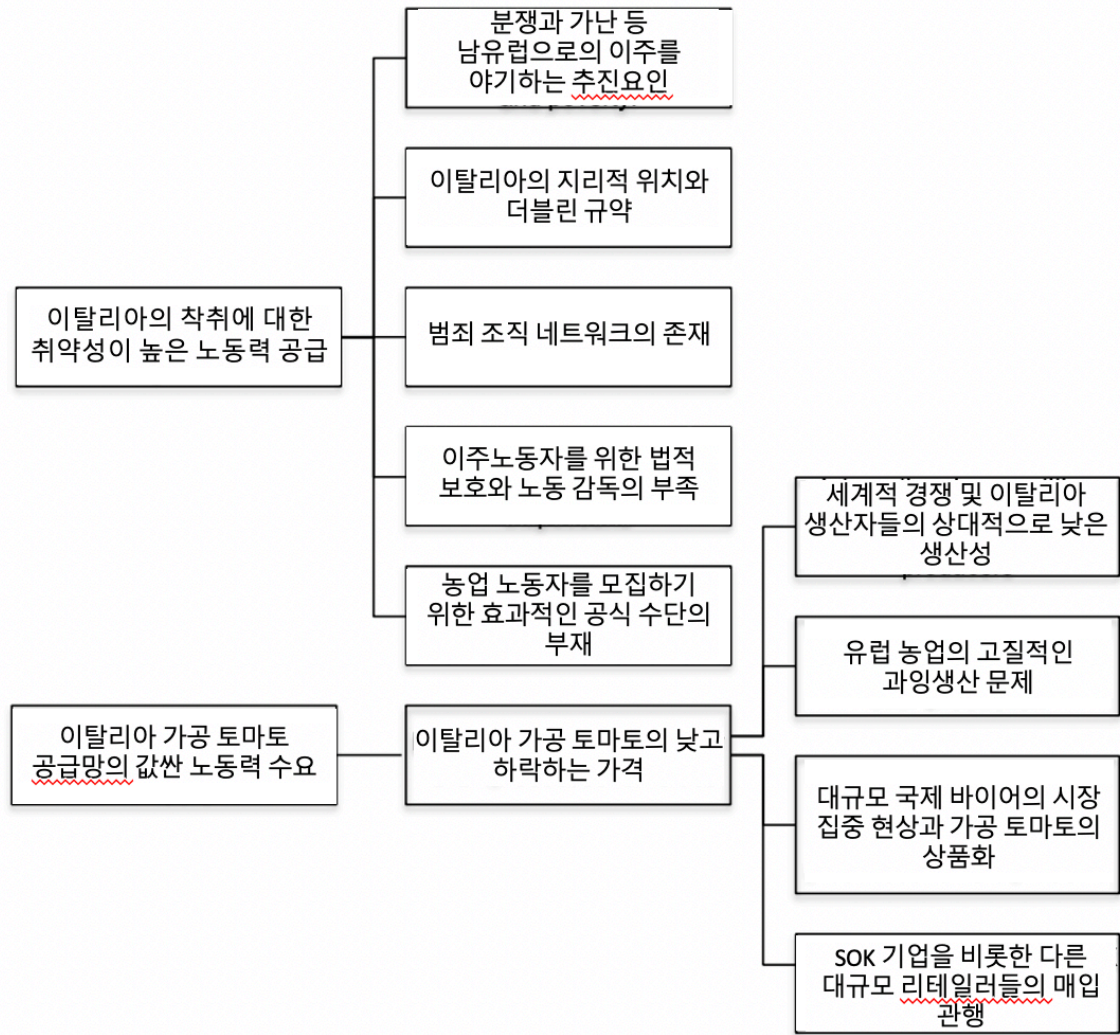 분쟁과 가난 등
남유럽으로의 이주를
야기하는 추진요인
이탈리아의 지리적 위치와
더블린 규약
이탈리아의 착취에 대한
취약성이 높은 노동력 공급
범죄 조직 네트워크의 존재
이주노동자를 위한 법적
보호와 노동 감독의 부족
농업 노동자를 모집하기
위한 효과적인 공식 수단의
부재
이탈리아 가공 토마토
공급망의 값싼 노동력 수요
이탈리아 가공 토마토의 낮고
하락하는 가격
세계적 경쟁 및 이탈리아
생산자들의 상대적으로 낮은
생산성
유럽 농업의 고질적인
과잉생산 문제
대규모 국제 바이어의 시장
집중 현상과 가공 토마토의
상품화
SOK 기업을 비롯한 다른
대규모 리테일러들의 매입
관행